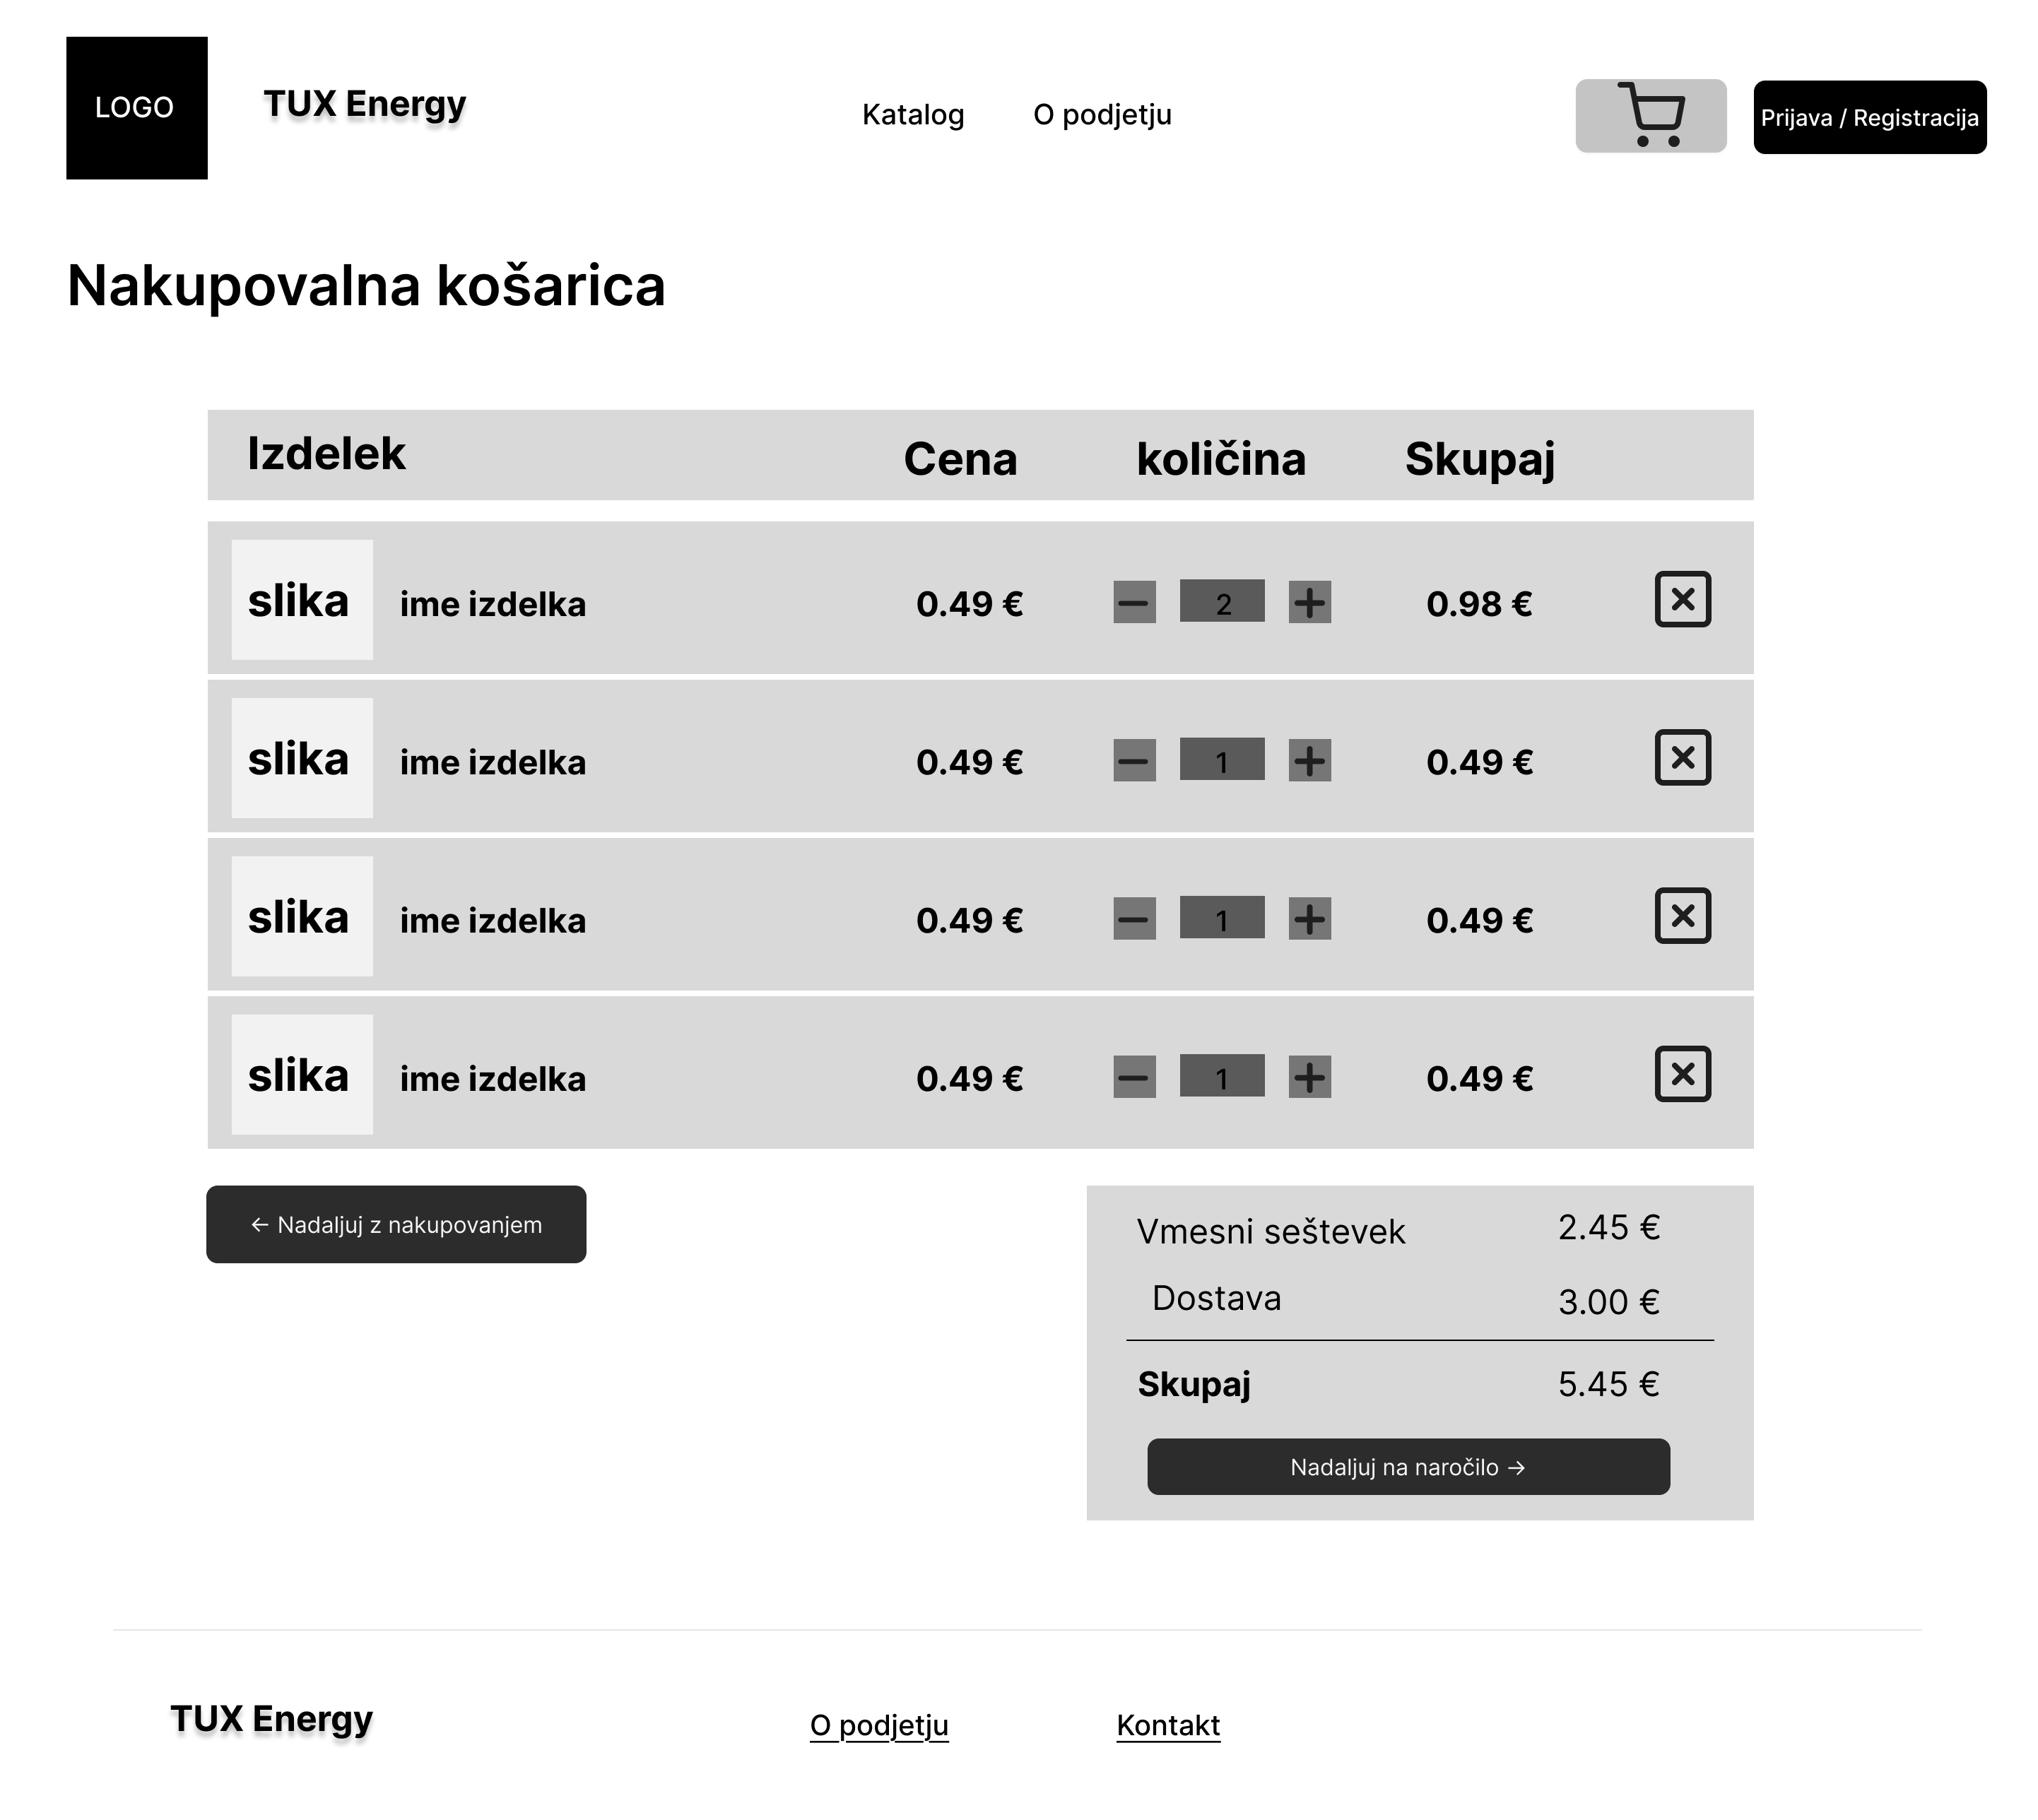 LOGO
TUX Energy
Katalog
O podjetju
Prijava / Registracija
Nakupovalna košarica
Izdelek Cena količina Skupaj
slika ime izdelka 0.49 € 2 0.98 €
slika ime izdelka 0.49 € 1 0.49 €
slika ime izdelka 0.49 € 1 0.49 €
slika ime izdelka 0.49 € 1 0.49 €
← Nadaljuj z nakupovanjem
Vmesni seštevek 2.45 €
Dostava 3.00 €
Skupaj 5.45 €
Nadaljuj na naročilo →
TUX Energy
O podjetju
Kontakt